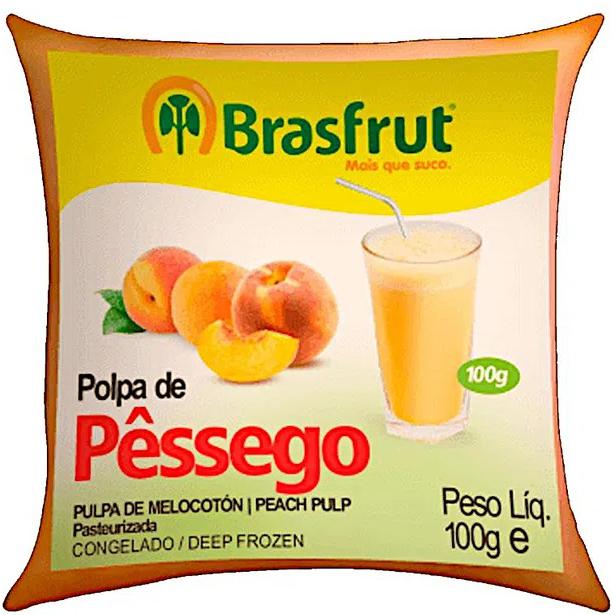 Brasfrut®
Mais que suco.
100g
Polpa de
Pêssego
PULPA DE MELOCOTÓN | PEACH PULP
Pasteurizada
CONGELADO / DEEP FROZEN
Peso Líq.
100g e